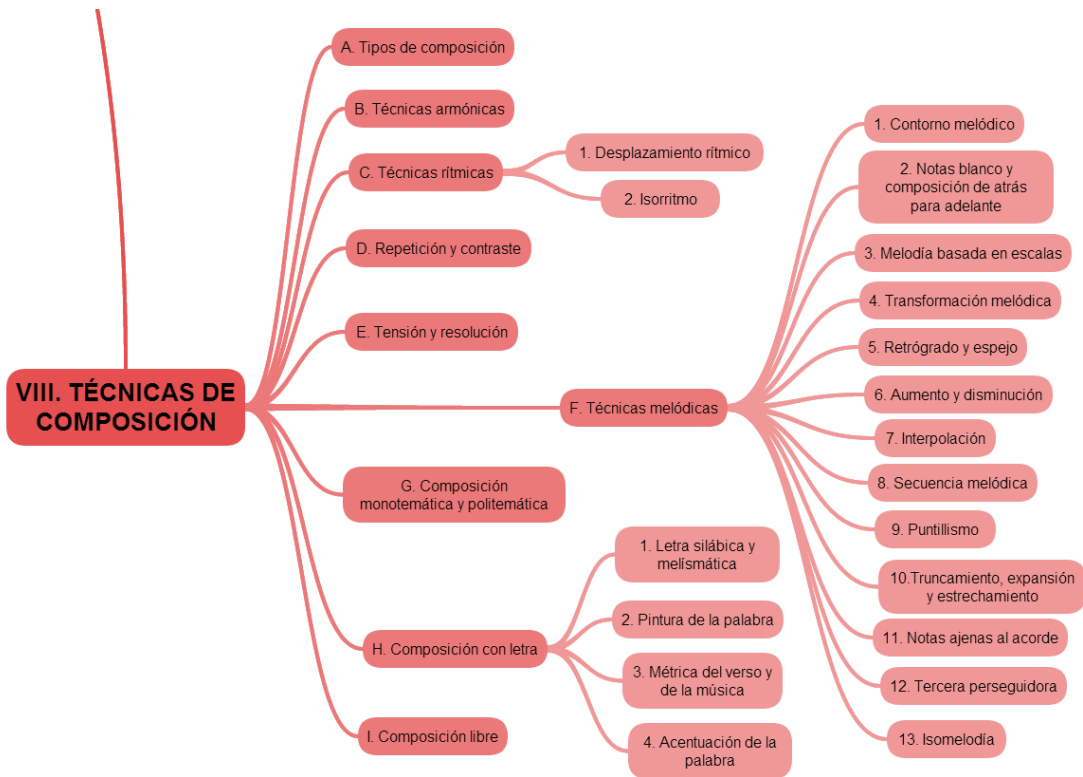 VIII. TÉCNICAS DE
COMPOSICIÓN
A. Tipos de composición
B. Técnicas armónicas
C. Técnicas rítmicas
1. Desplazamiento rítmico
2. Isorritmo
D. Repetición y contraste
E. Tensión y resolución
F. Técnicas melódicas
1. Contorno melódico
2. Notas blanco y
composición de atrás
para adelante
3. Melodía basada en escalas
4. Transformación melódica
5. Retrógrado y espejo
6. Aumento y disminución
7. Interpolación
8. Secuencia melódica
9. Puntillismo
10.Truncamiento, expansión
y estrechamiento
11. Notas ajenas al acorde
12. Tercera perseguidora
13. Isomelodía
G. Composición
monotemática y politemática
H. Composición con letra
1. Letra silábica y
melísmática
2. Pintura de la palabra
3. Métrica del verso y
de la música
4. Acentuación de la
palabra
I. Composición libre